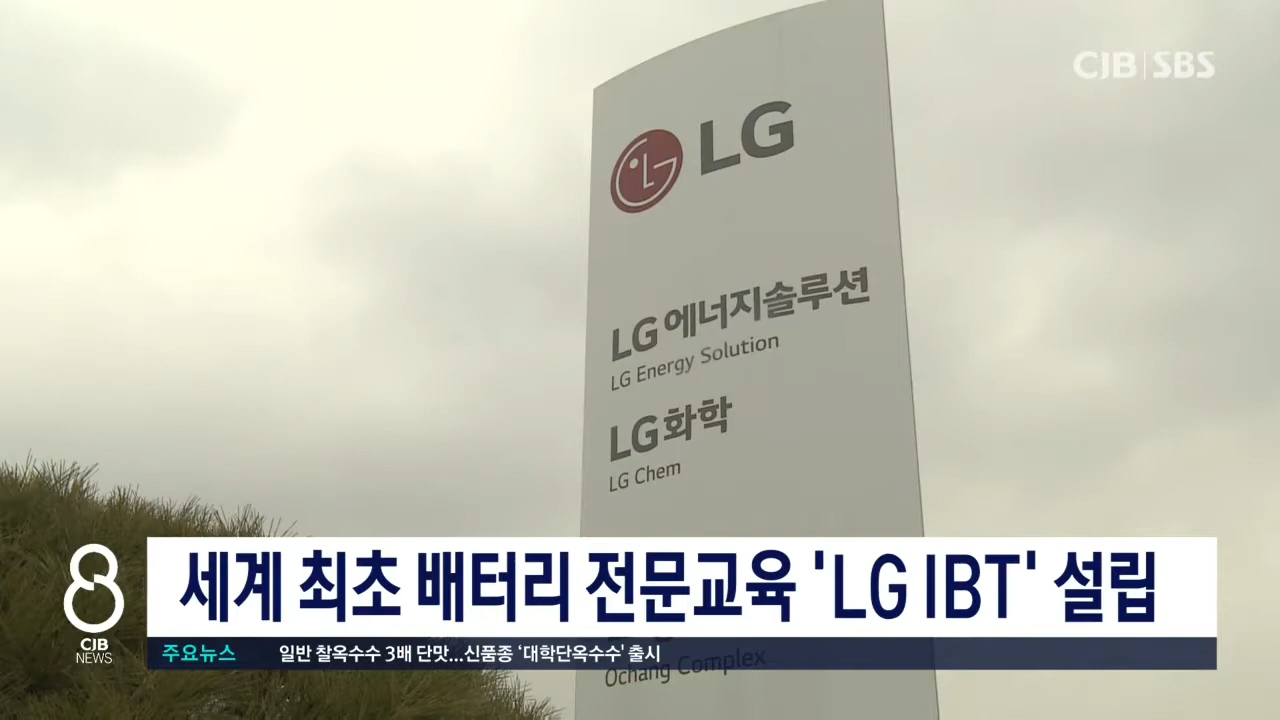 CJB SBS
LG
LG에너지솔루션
LG Energy Solution
LG화학
LG Chem
세계 최초 배터리 전문교육 'LG IBT' 설립
8
CJB
NEWS
주요뉴스 일반 찰옥수수 3배 단맛...신품종 '대학단옥수수' 출시
Ochang Complex